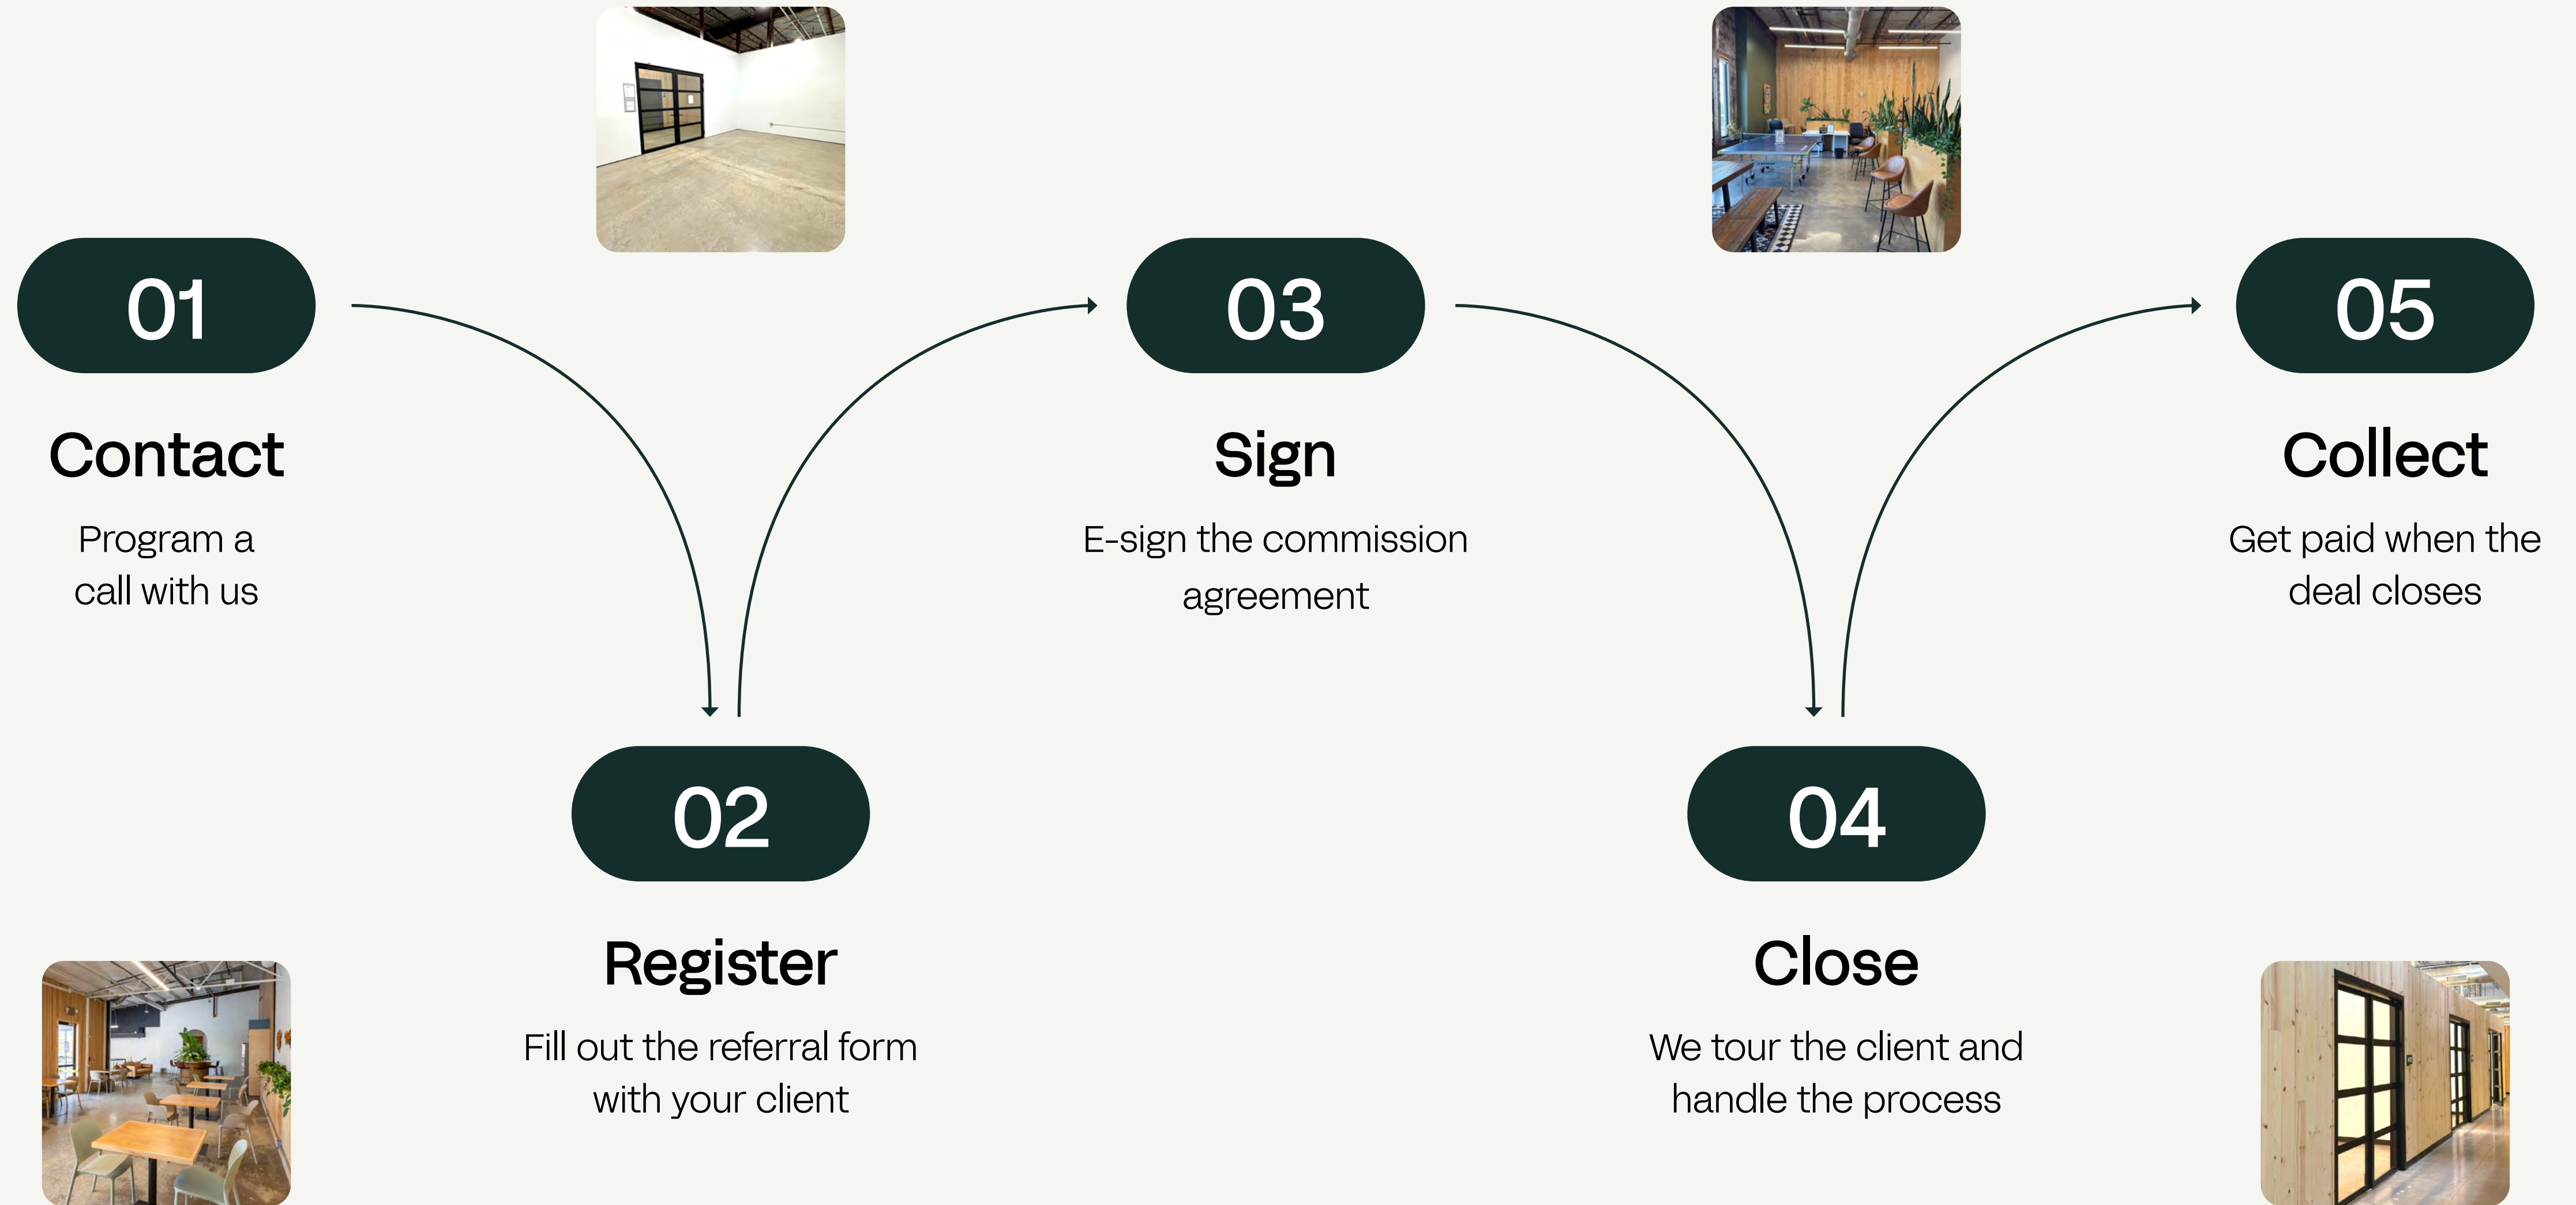 01
Contact
Program a
call with us
02
Register
Fill out the referral form
with your client
03
Sign
E-sign the commission
agreement
04
Close
We tour the client and
handle the process
05
Collect
Get paid when the
deal closes